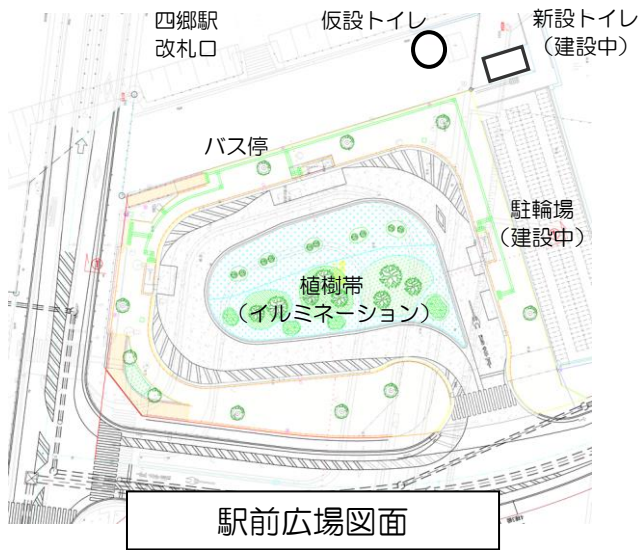 四郷駅
改札口
仮設トイレ
新設トイレ
（建設中）
バス停
駐輪場
（建設中）
植樹帯
（イルミネーション）
駅前広場図面